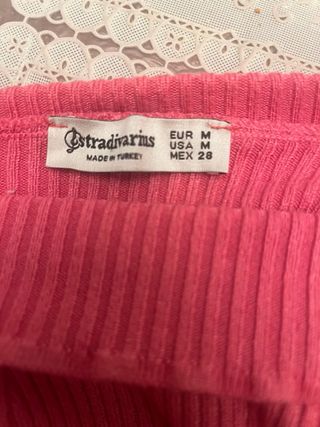 Stradivarius
MADE IN TURKEY
EUR M
USA M
MEX 28